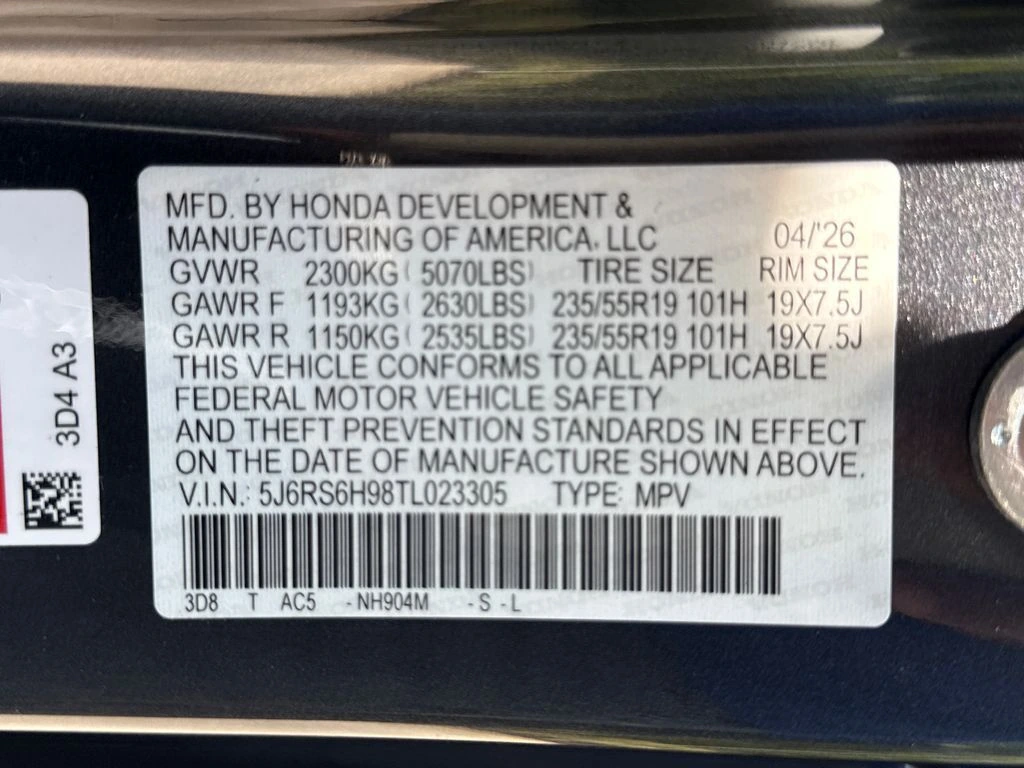 MFD. BY HONDA DEVELOPMENT &
MANUFACTURING OF AMERICA, LLC 04/'26
GVWR 2300KG ( 5070LBS) TIRE SIZE RIM SIZE
GAWR F 1193KG ( 2630LBS) 235/55R19 101H 19X7.5J
GAWR R 1150KG ( 2535LBS) 235/55R19 101H 19X7.5J
THIS VEHICLE CONFORMS TO ALL APPLICABLE
FEDERAL MOTOR VEHICLE SAFETY
AND THEFT PREVENTION STANDARDS IN EFFECT
ON THE DATE OF MANUFACTURE SHOWN ABOVE.
V.I.N.: 5J6RS6H98TL023305 TYPE: MPV
3D8 T AC5 -NH904M -S -L
3D4 A3